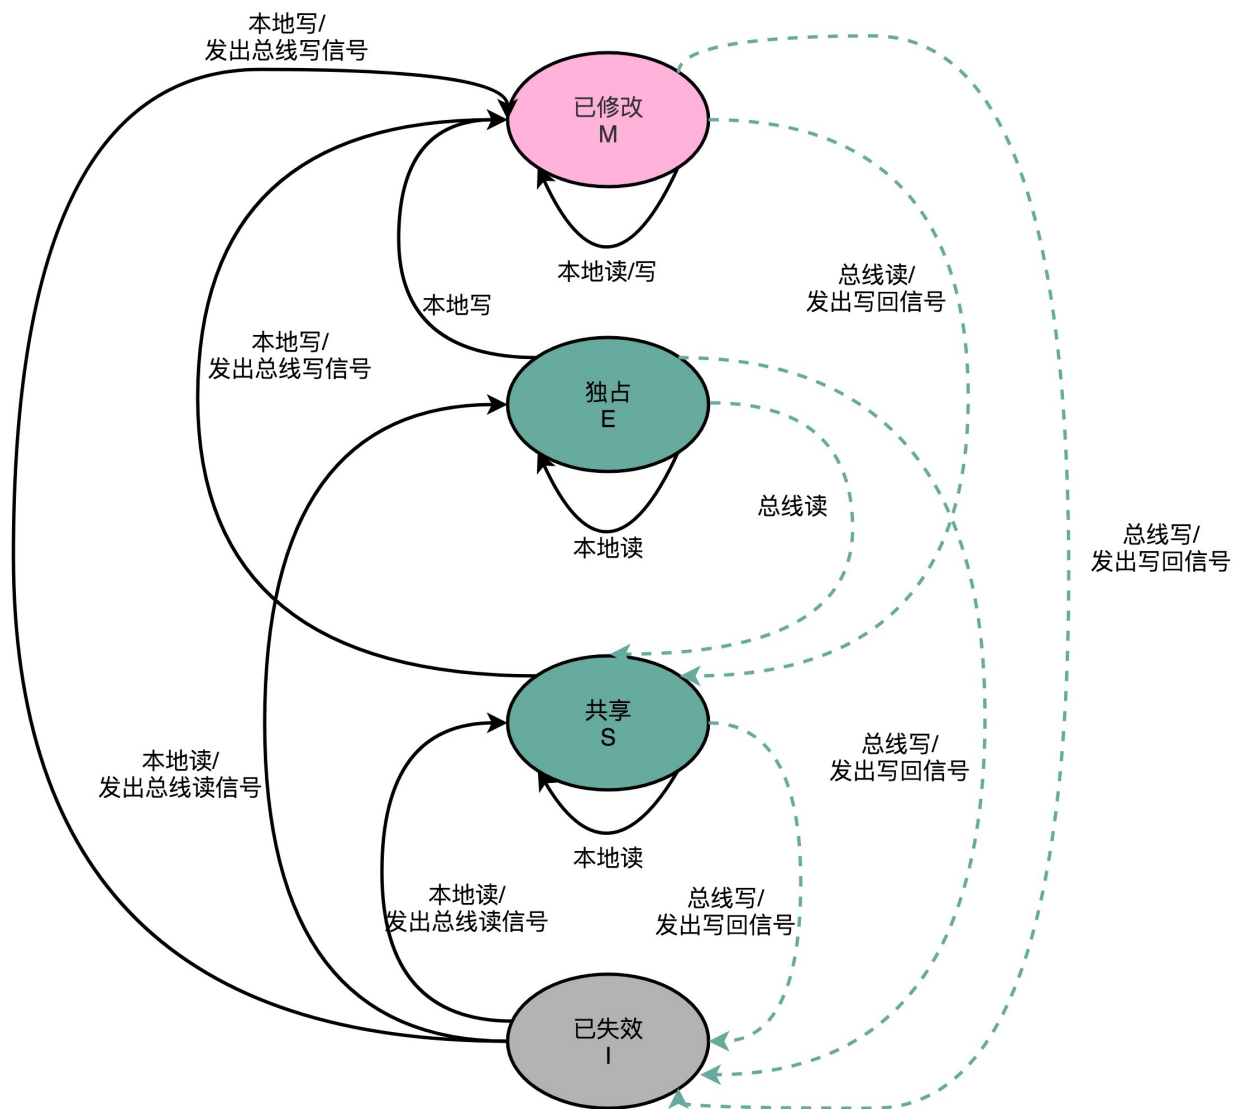 本地写/
发出总线写信号
已修改
M
本地读/写
总线读/
发出写回信号
本地写
本地写/
发出总线写信号
独占
E
总线读
本地读
总线写/
发出写回信号
共享
S
本地读/
发出总线读信号
总线写/
发出写回信号
本地读
本地读/
发出总线读信号
总线写/
发出写回信号
已失效
I